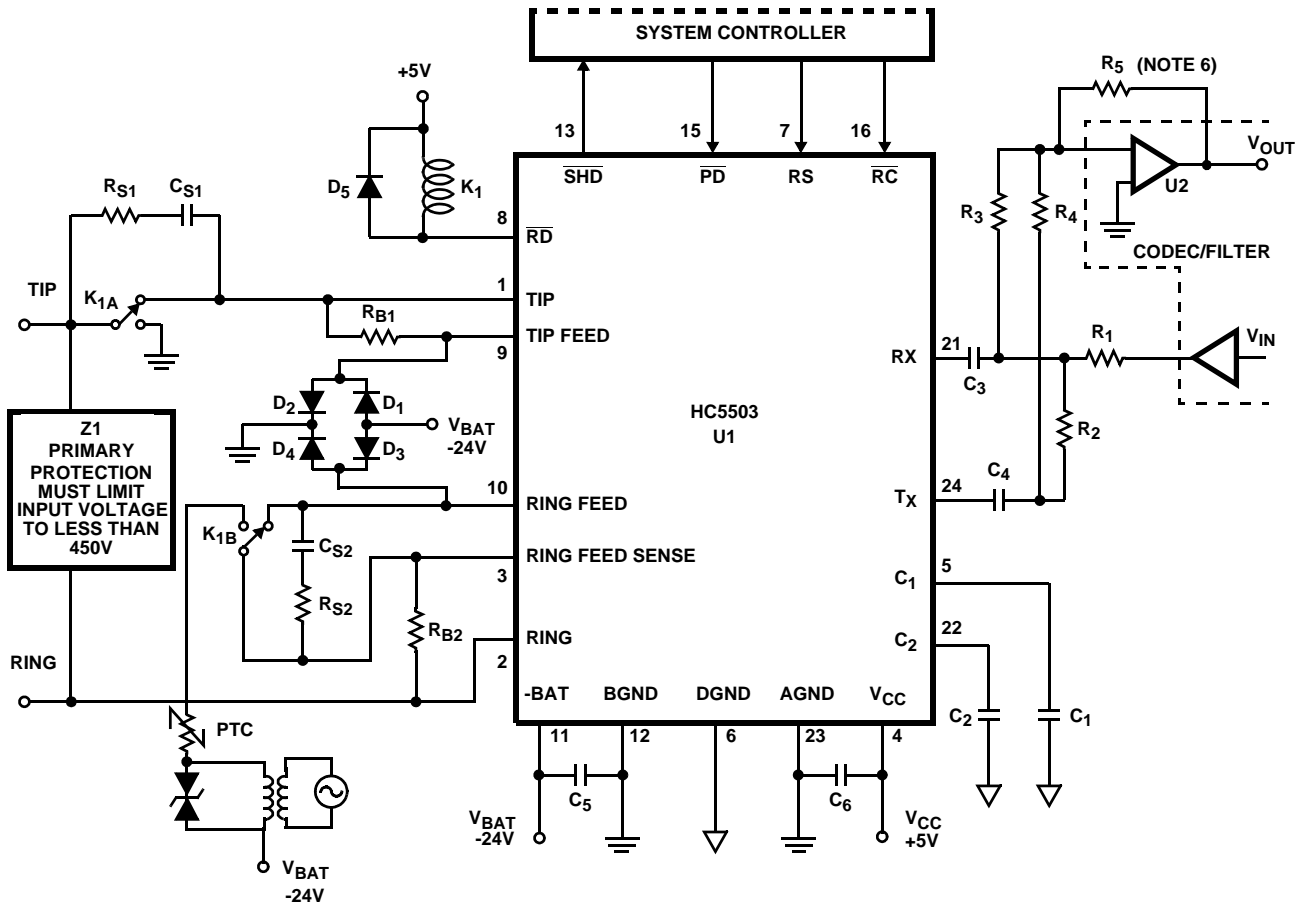 SYSTEM CONTROLLER
+5V
R5 (NOTE 6)
13
15
7
16
VOUT
SHD
PD
RS
RC
U2
RS1
CS1
D5
K1
R3
R4
8
RD
CODEC/FILTER
TIP
K1A
1
TIP
RB1
TIP FEED
9
RX
21
C3
R1
VIN
D2
D1
VBAT
-24V
D4
D3
HC5503
U1
R2
Z1
PRIMARY
PROTECTION
MUST LIMIT
INPUT VOLTAGE
TO LESS THAN
450V
10
RING FEED
TX
24
C4
K1B
CS2
RING FEED SENSE
3
RS2
C1
5
RB2
RING
2
C2
22
RING
-BAT
BGND
DGND
AGND
VCC
C2
C1
PTC
11
12
6
23
4
C5
C6
VBAT
-24V
VCC
+5V
VBAT
-24V